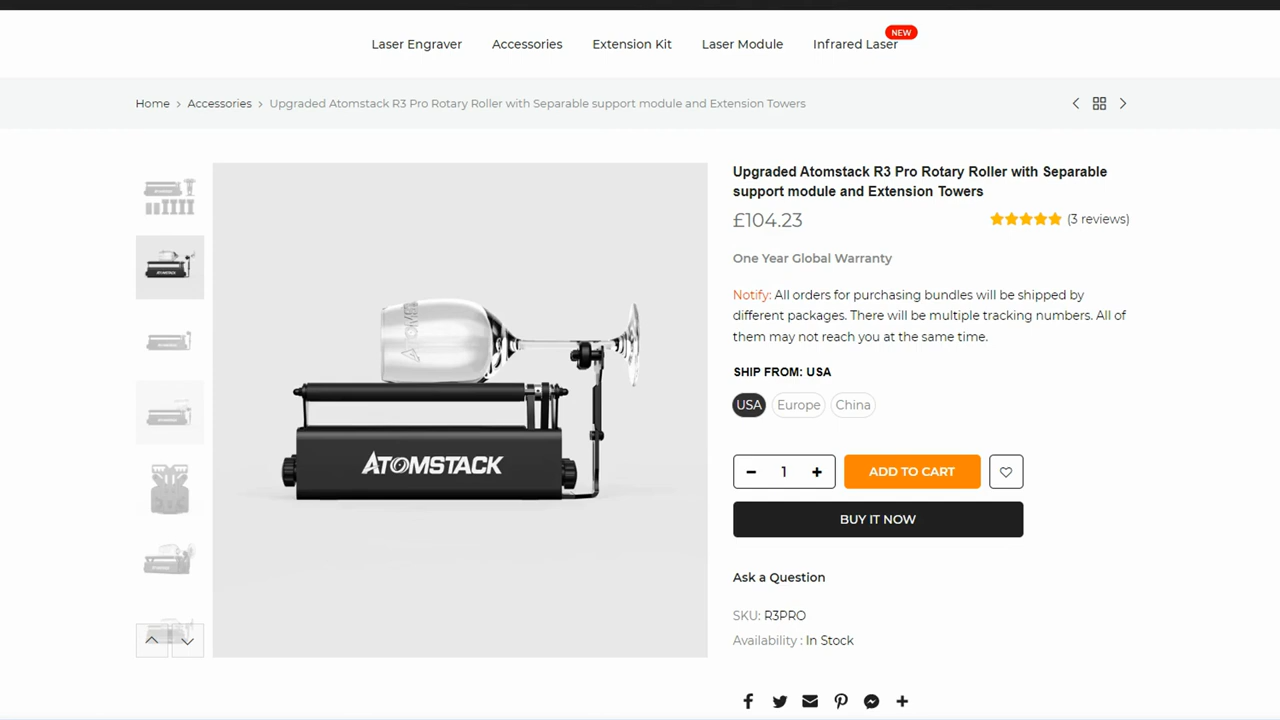 Laser Engraver Accessories Extension Kit Laser Module Infrared Laser NEW
Home > Accessories > Upgraded Atomstack R3 Pro Rotary Roller with Separable support module and Extension Towers
Upgraded Atomstack R3 Pro Rotary Roller with Separable
support module and Extension Towers
£104.23 (3 reviews)
One Year Global Warranty
Notify: All orders for purchasing bundles will be shipped by
different packages. There will be multiple tracking numbers. All of
them may not reach you at the same time.
SHIP FROM: USA
USA Europe China
ATOMSTACK
- 1 + ADD TO CART
BUY IT NOW
Ask a Question
SKU: R3PRO
Availability : In Stock